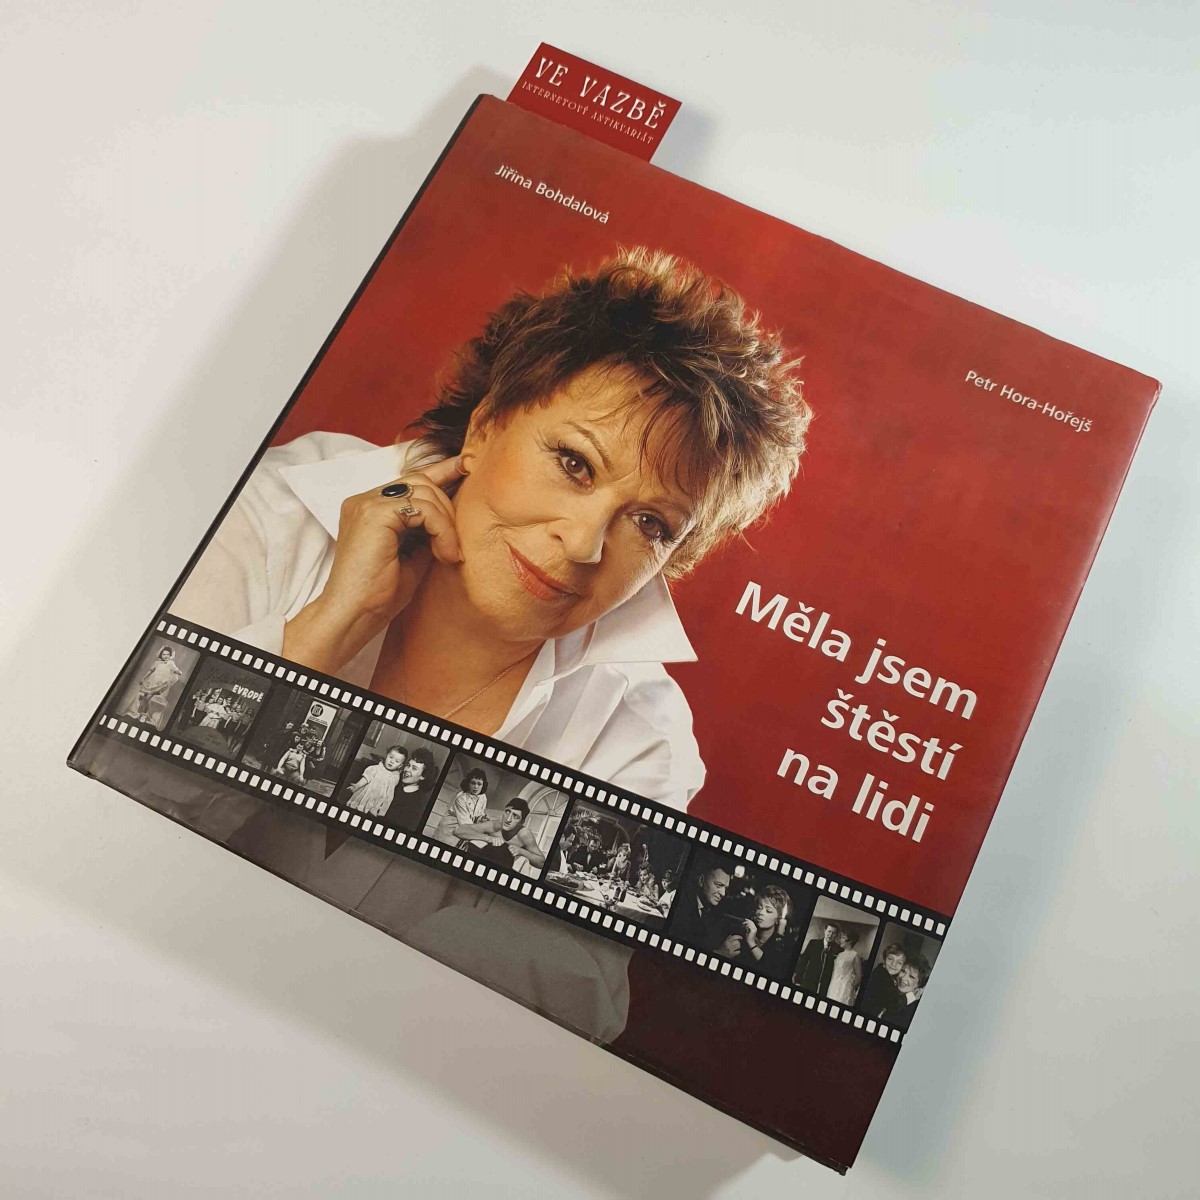 VE VAZBĚ
INTERNETOVÝ ANTIKVARIÁT
Jiřina Bohdalová
Petr Hora-Hořejš
Měla jsem
štěstí
na lidi
EVROPĚ